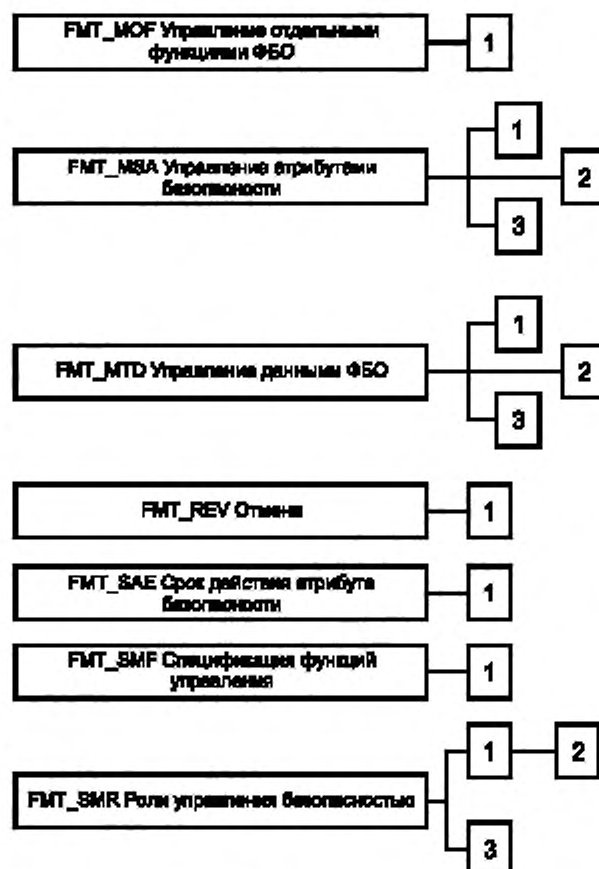 FMT_MOF Управление отдельными
функциями ФБО
1
1
FMT_MSA Управление атрибутами
безопасности
2
3
1
FMT_MTD Управление данными ФБО
2
3
FMT_REV Отмена
1
FMT_SAE Срок действия атрибута
безопасности
1
FMT_SMF Спецификация функций
управления
1
1
2
FMT_SMR Роли управления безопасностью
3